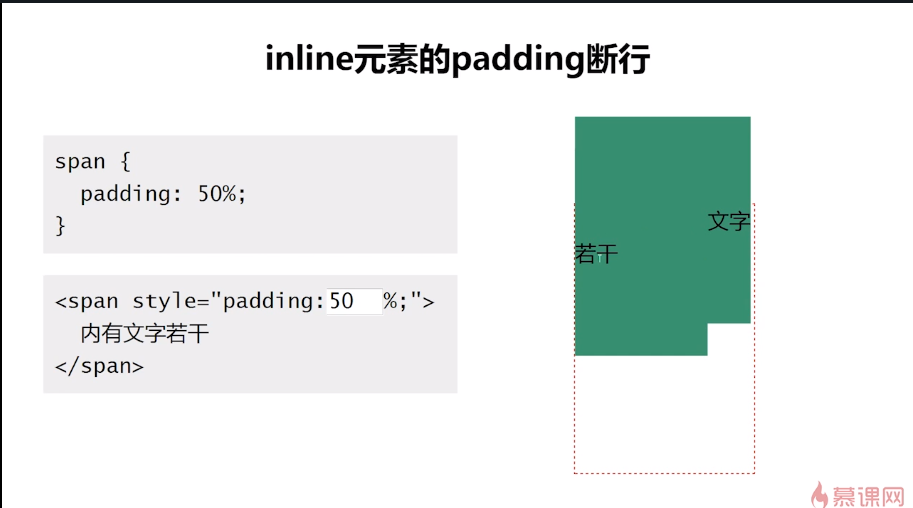 inline元素的padding断行
span {
padding: 50%;
}
<span style="padding:50 %;">
内有文字若干
</span>
文字
若干
慕课网